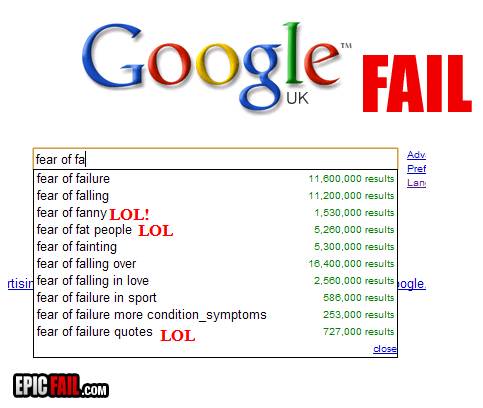 Google™
UK
FAIL
fear of fa
Adv
Pref
Lan
fear of failure 11,600,000 results
fear of falling 11,200,000 results
fear of fanny LOL! 1,530,000 results
fear of fat people LOL 5,260,000 results
fear of fainting 5,300,000 results
fear of falling over 16,400,000 results
fear of falling in love 2,560,000 results
rtisin
fear of failure in sport 586,000 results
oogle.
fear of failure more condition_symptoms 253,000 results
fear of failure quotes LOL 727,000 results
close
EPICFAIL.COM